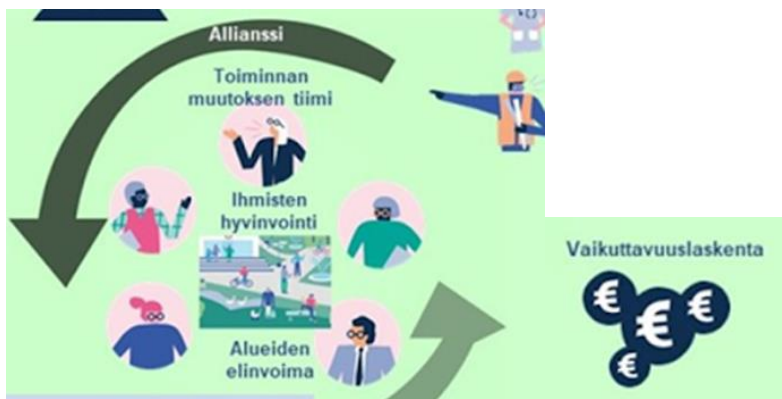 Allianssi
Toiminnan
muutoksen tiimi
Ihmisten
hyvinvointi
Alueiden
elinvoima
Vaikuttavuuslaskenta
€
€
€
€